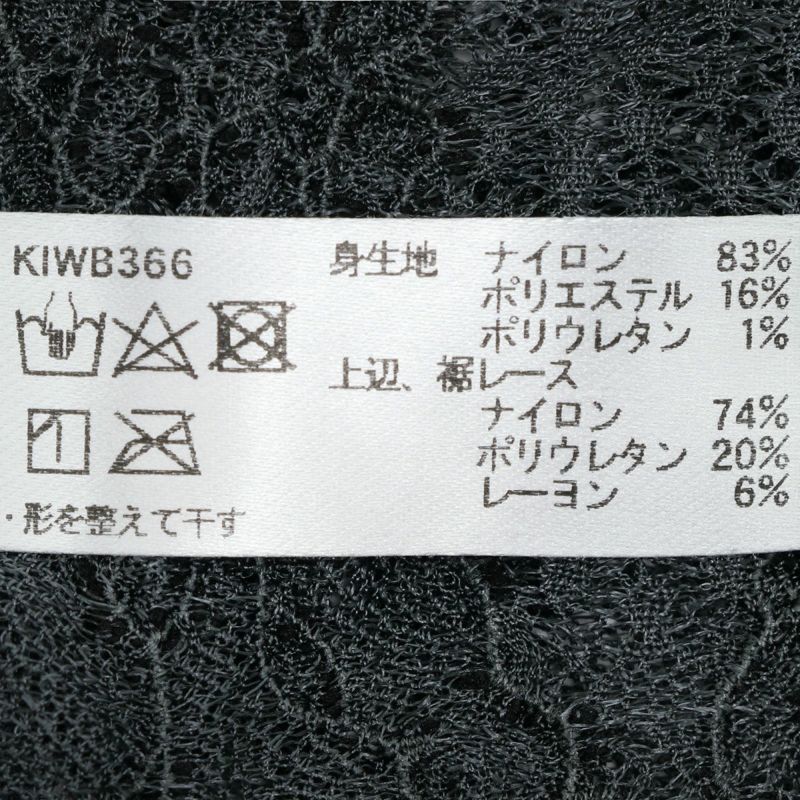 KIWB366
身生地 ナイロン 83%
ポリエステル 16%
ポリウレタン 1%
上辺、裾レース
ナイロン 74%
ポリウレタン 20%
レーヨン 6%
・形を整えて干す